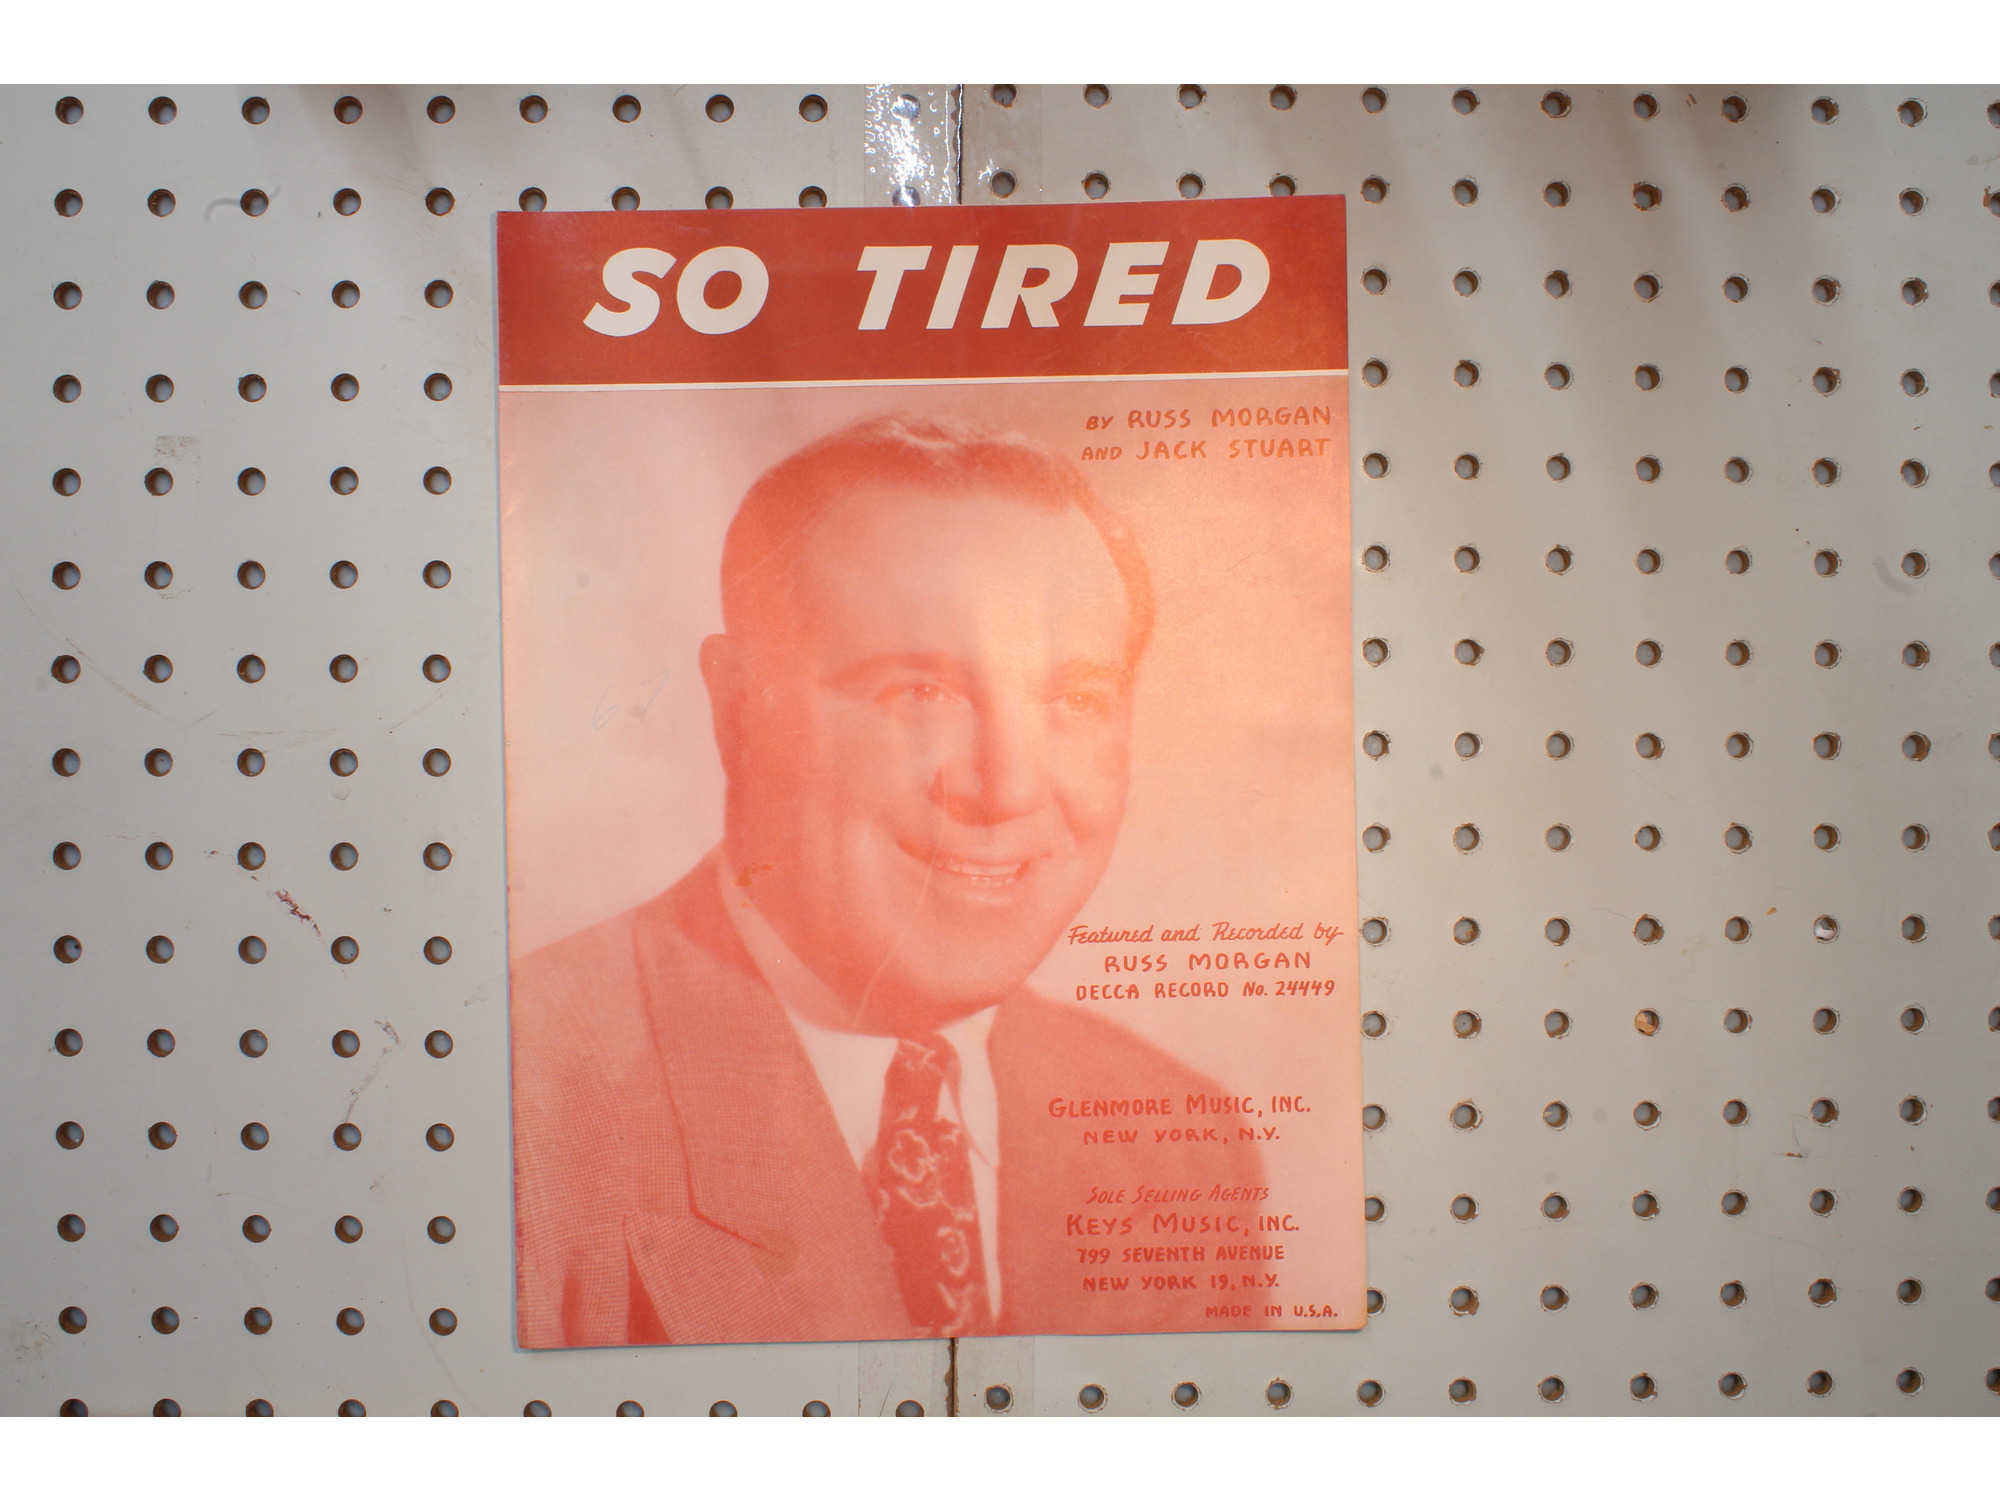 SO TIRED
BY RUSS MORGAN
AND JACK STUART
67
Featured and Recorded by
RUSS MORGAN
DECCA RECORD No. 24449
GLENMORE MUSIC, INC.
NEW YORK, N.Y.
SOLE SELLING AGENTS
KEYS MUSIC, INC.
799 SEVENTH AVENUE
NEW YORK 19, N.Y.
MADE IN U.S.A.